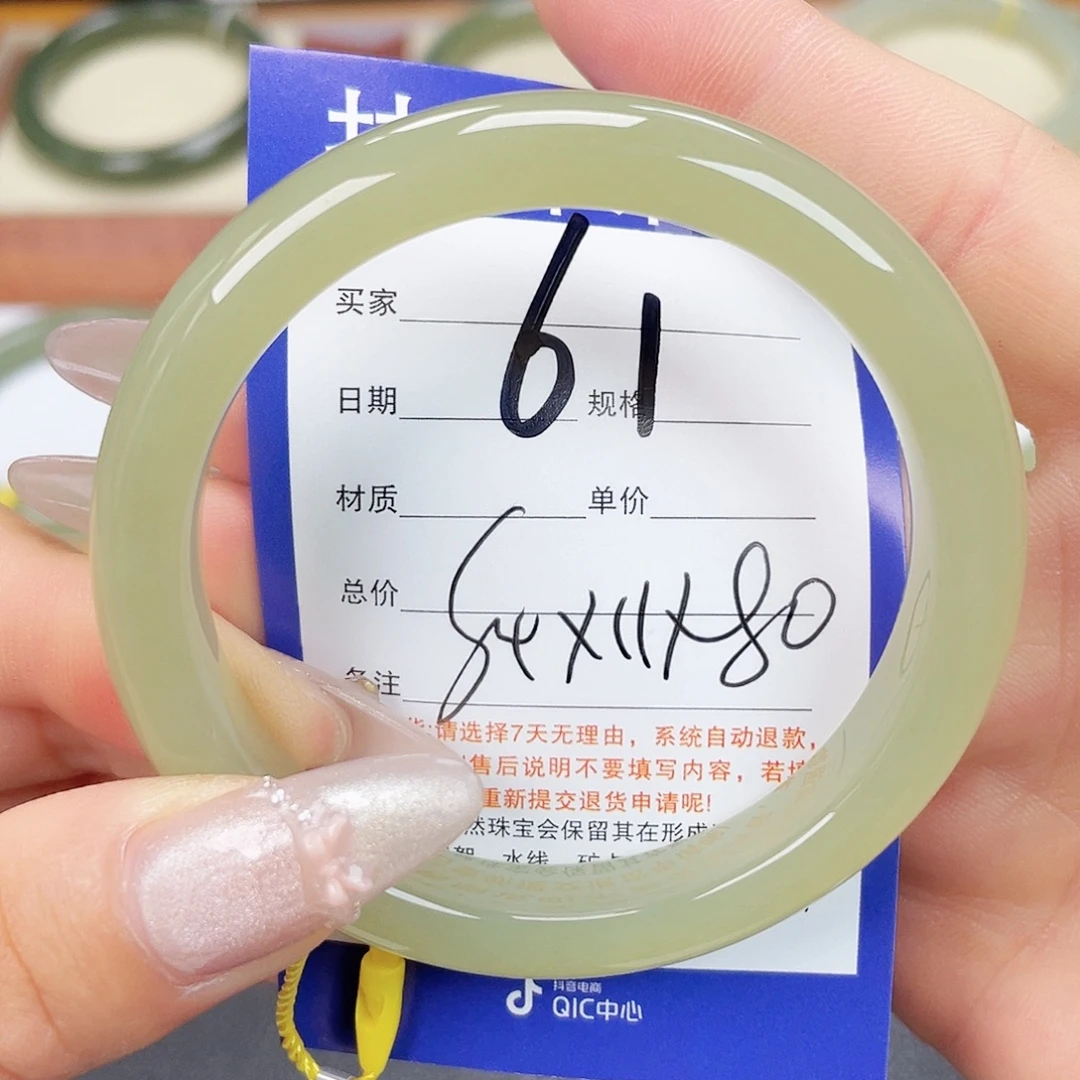 61
买家
日期 规格
材质 单价
总价
54X11X80
备注
请选择7天无理由，系统自动退款，
售后说明不要填写内容，若
重新提交退货申请呢!
然珠宝会保留其在形成
水线
抖音电商
QIC中心